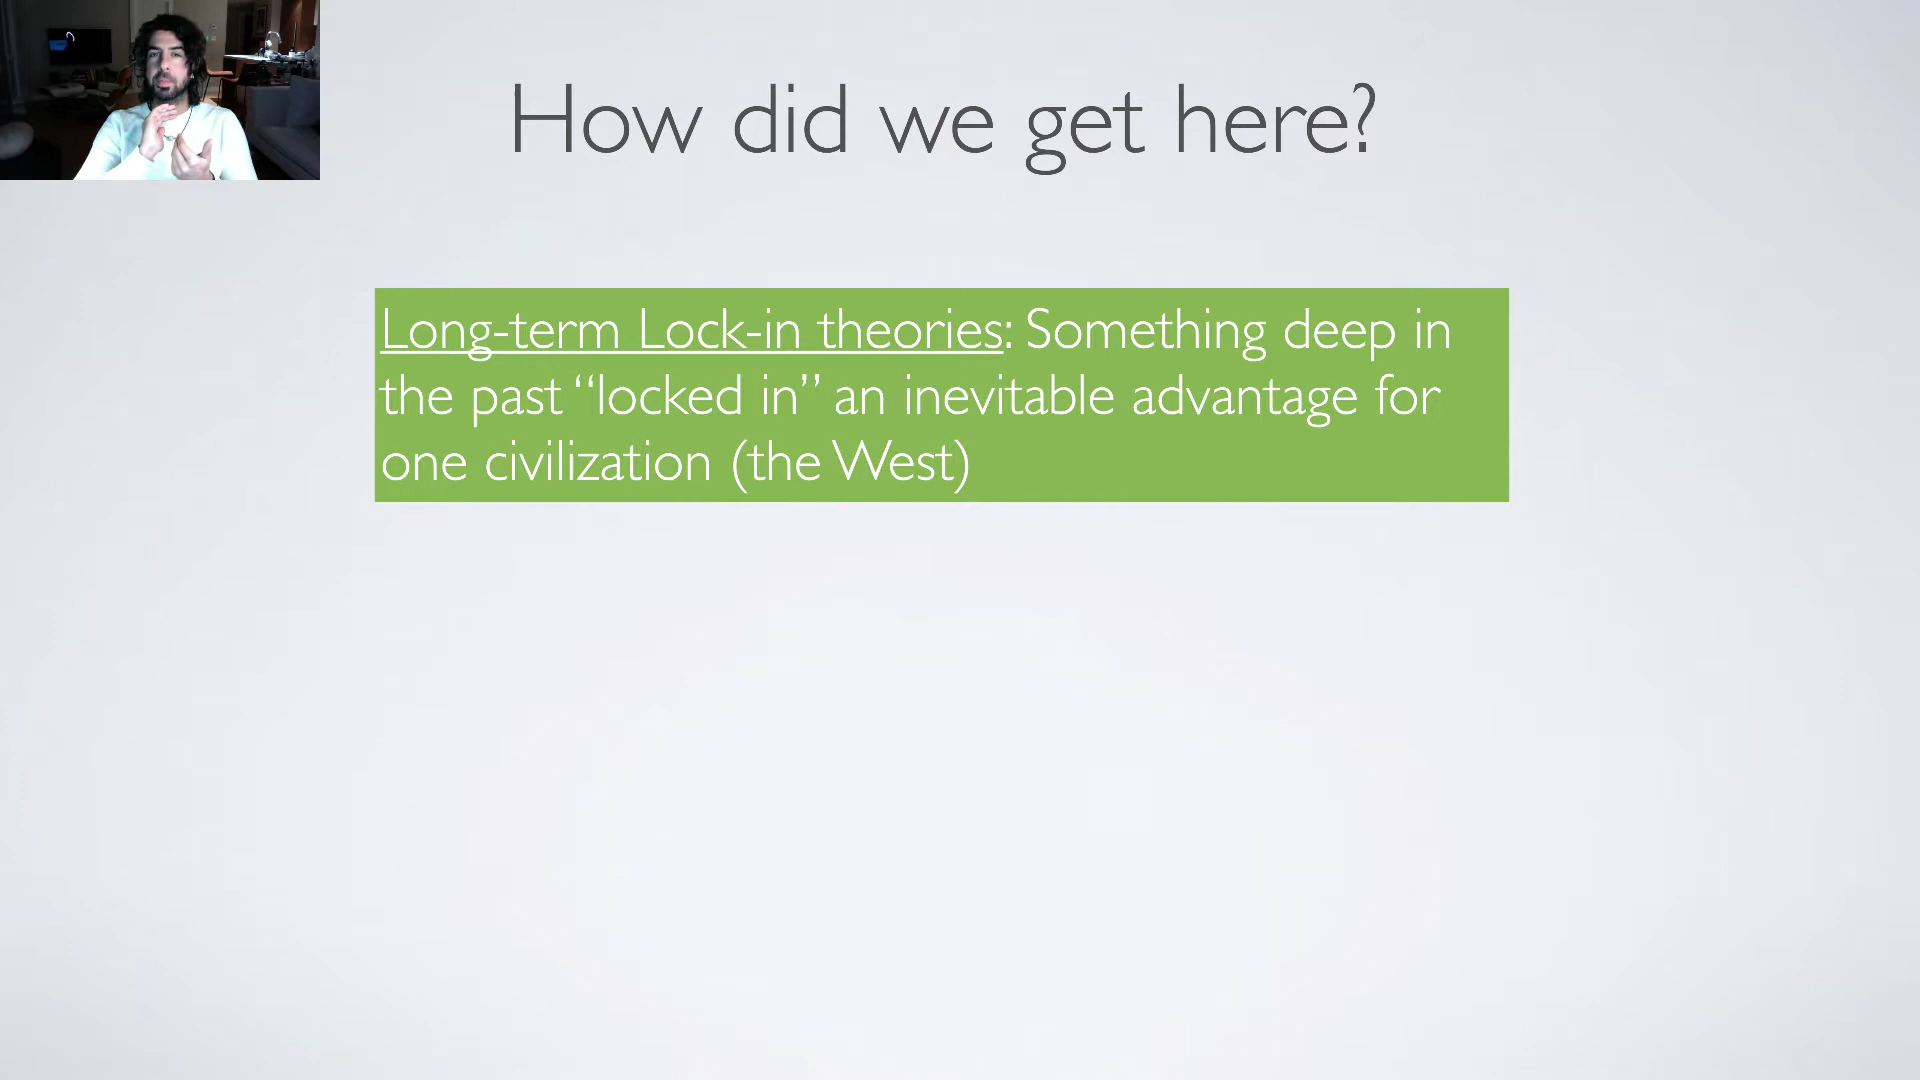 How did we get here?
Long-term Lock-in theories: Something deep in
the past “locked in” an inevitable advantage for
one civilization (the West)